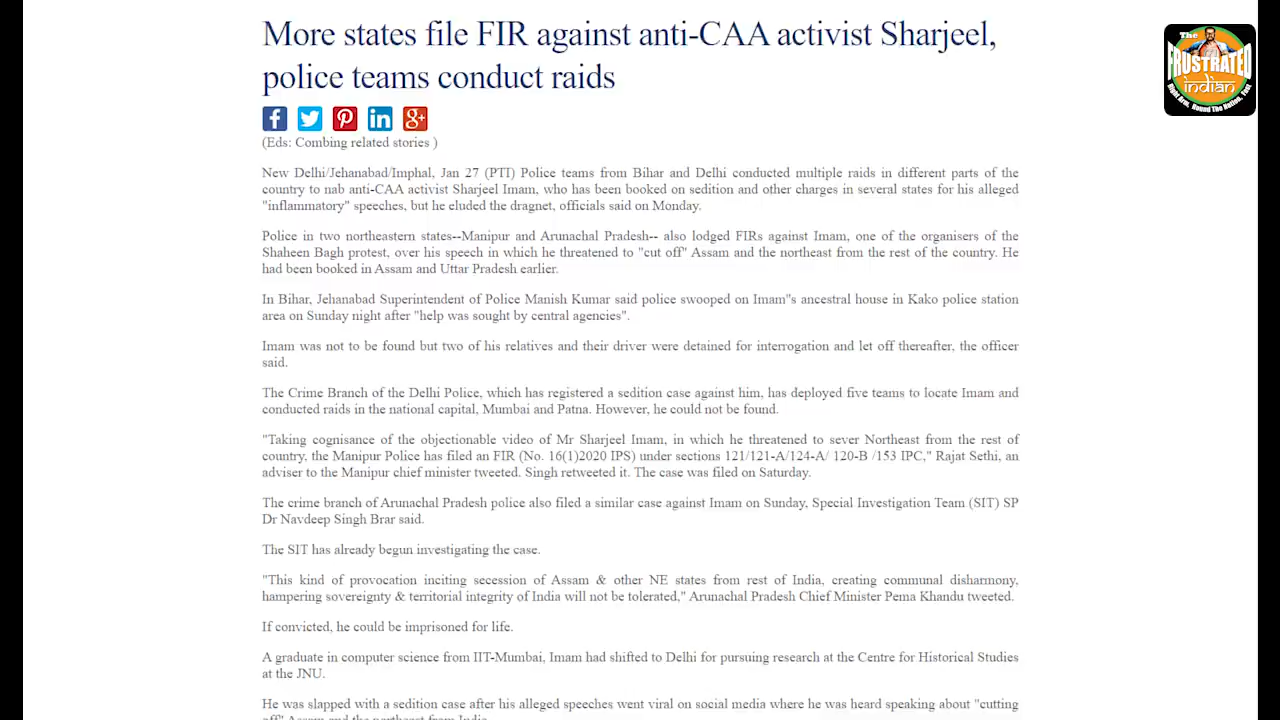 More states file FIR against anti-CAA activist Sharjeel,
police teams conduct raids
(Eds: Combing related stories )
New Delhi/Jehanabad/Imphal, Jan 27 (PTI) Police teams from Bihar and Delhi conducted multiple raids in different parts of the
country to nab anti-CAA activist Sharjeel Imam, who has been booked on sedition and other charges in several states for his alleged
"inflammatory" speeches, but he eluded the dragnet, officials said on Monday.
Police in two northeastern states--Manipur and Arunachal Pradesh-- also lodged FIRs against Imam, one of the organisers of the
Shaheen Bagh protest, over his speech in which he threatened to "cut off" Assam and the northeast from the rest of the country. He
had been booked in Assam and Uttar Pradesh earlier.
In Bihar, Jehanabad Superintendent of Police Manish Kumar said police swooped on Imam"s ancestral house in Kako police station
area on Sunday night after "help was sought by central agencies".
Imam was not to be found but two of his relatives and their driver were detained for interrogation and let off thereafter, the officer
said.
The Crime Branch of the Delhi Police, which has registered a sedition case against him, has deployed five teams to locate Imam and
conducted raids in the national capital, Mumbai and Patna. However, he could not be found.
"Taking cognisance of the objectionable video of Mr Sharjeel Imam, in which he threatened to sever Northeast from the rest of
country, the Manipur Police has filed an FIR (No. 16(1)2020 IPS) under sections 121/121-A/124-A/ 120-B /153 IPC," Rajat Sethi, an
adviser to the Manipur chief minister tweeted. Singh retweeted it. The case was filed on Saturday.
The crime branch of Arunachal Pradesh police also filed a similar case against Imam on Sunday, Special Investigation Team (SIT) SP
Dr Navdeep Singh Brar said.
The SIT has already begun investigating the case.
"This kind of provocation inciting secession of Assam & other NE states from rest of India, creating communal disharmony,
hampering sovereignty & territorial integrity of India will not be tolerated," Arunachal Pradesh Chief Minister Pema Khandu tweeted.
If convicted, he could be imprisoned for life.
A graduate in computer science from IIT-Mumbai, Imam had shifted to Delhi for pursuing research at the Centre for Historical Studies
at the JNU.
He was slapped with a sedition case after his alleged speeches went viral on social media where he was heard speaking about "cutting
off" Assam and the northeast from India.
The
FRUSTRATED
indian
Right Arm, Round The Nation, Fast